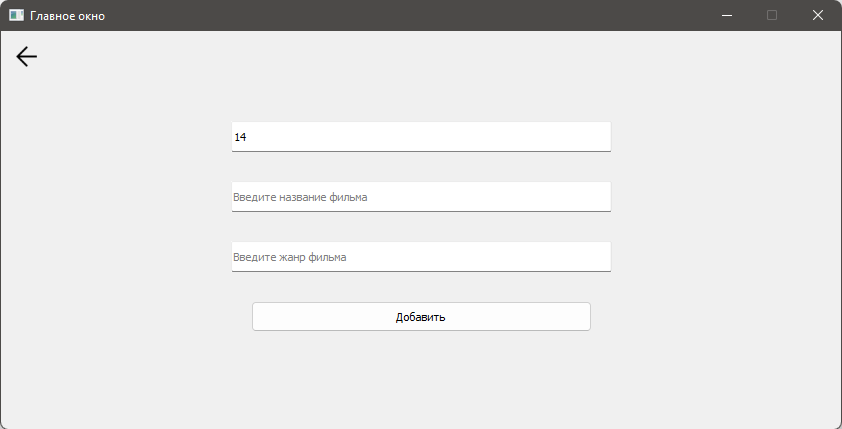 Главное окно
14
Введите название фильма
Введите жанр фильма
Добавить